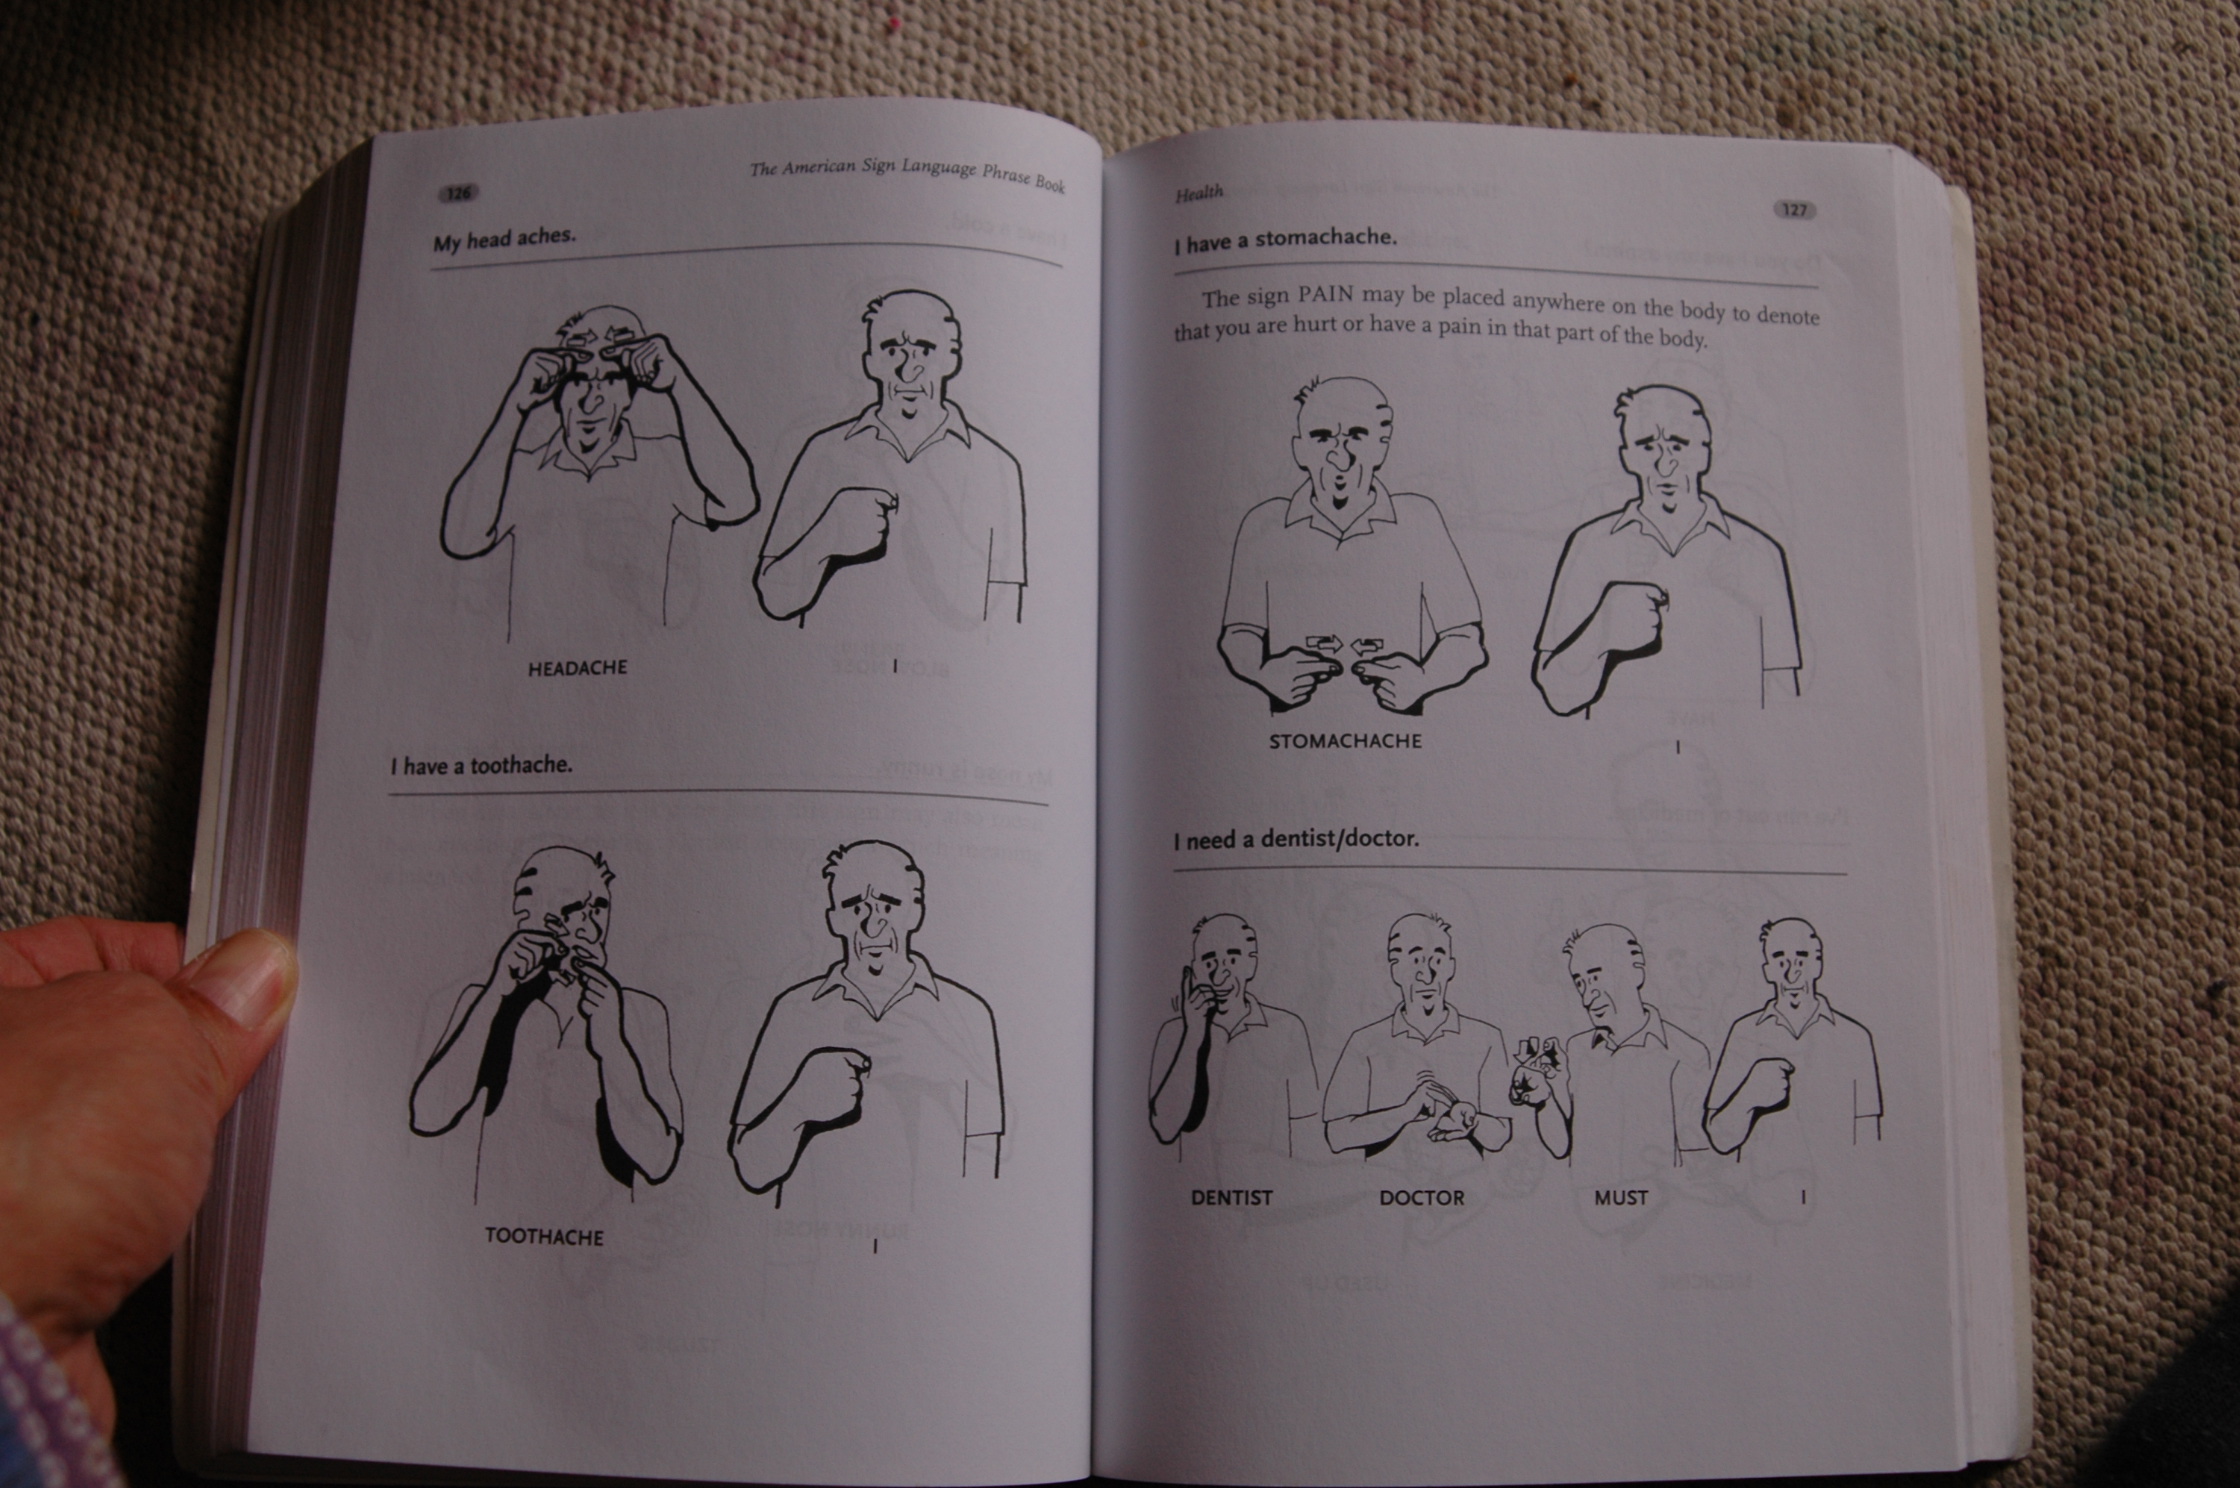 126
The American Sign Language Phrase Book
My head aches.
HEADACHE
I
I have a toothache.
TOOTHACHE
I
Health
127
I have a stomachache.
The sign PAIN may be placed anywhere on the body to denote
that you are hurt or have a pain in that part of the body.
STOMACHACHE
I
I need a dentist/doctor.
DENTIST
DOCTOR
MUST
I